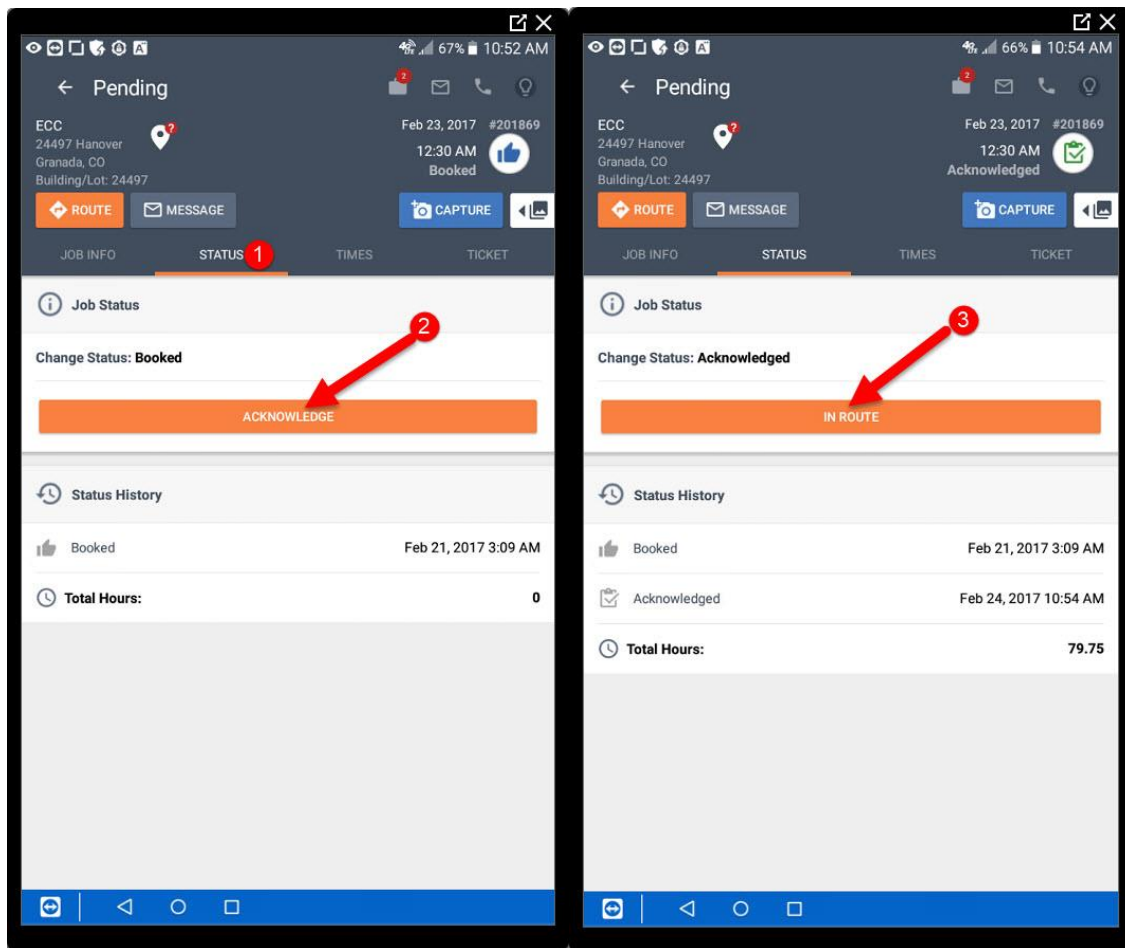 67% 10:52 AM
Pending
2
ECC
24497 Hanover
Granada, CO
Building/Lot: 24497
?
Feb 23, 2017 #201869
12:30 AM
Booked
ROUTE
MESSAGE
CAPTURE
JOB INFO
STATUS 1
TIMES
TICKET
Job Status
2
Change Status: Booked
ACKNOWLEDGE
Status History
Booked Feb 21, 2017 3:09 AM
Total Hours: 0
66% 10:54 AM
Pending
2
ECC
24497 Hanover
Granada, CO
Building/Lot: 24497
?
Feb 23, 2017 #201869
12:30 AM
Acknowledged
ROUTE
MESSAGE
CAPTURE
JOB INFO
STATUS
TIMES
TICKET
Job Status
3
Change Status: Acknowledged
IN ROUTE
Status History
Booked Feb 21, 2017 3:09 AM
Acknowledged Feb 24, 2017 10:54 AM
Total Hours: 79.75